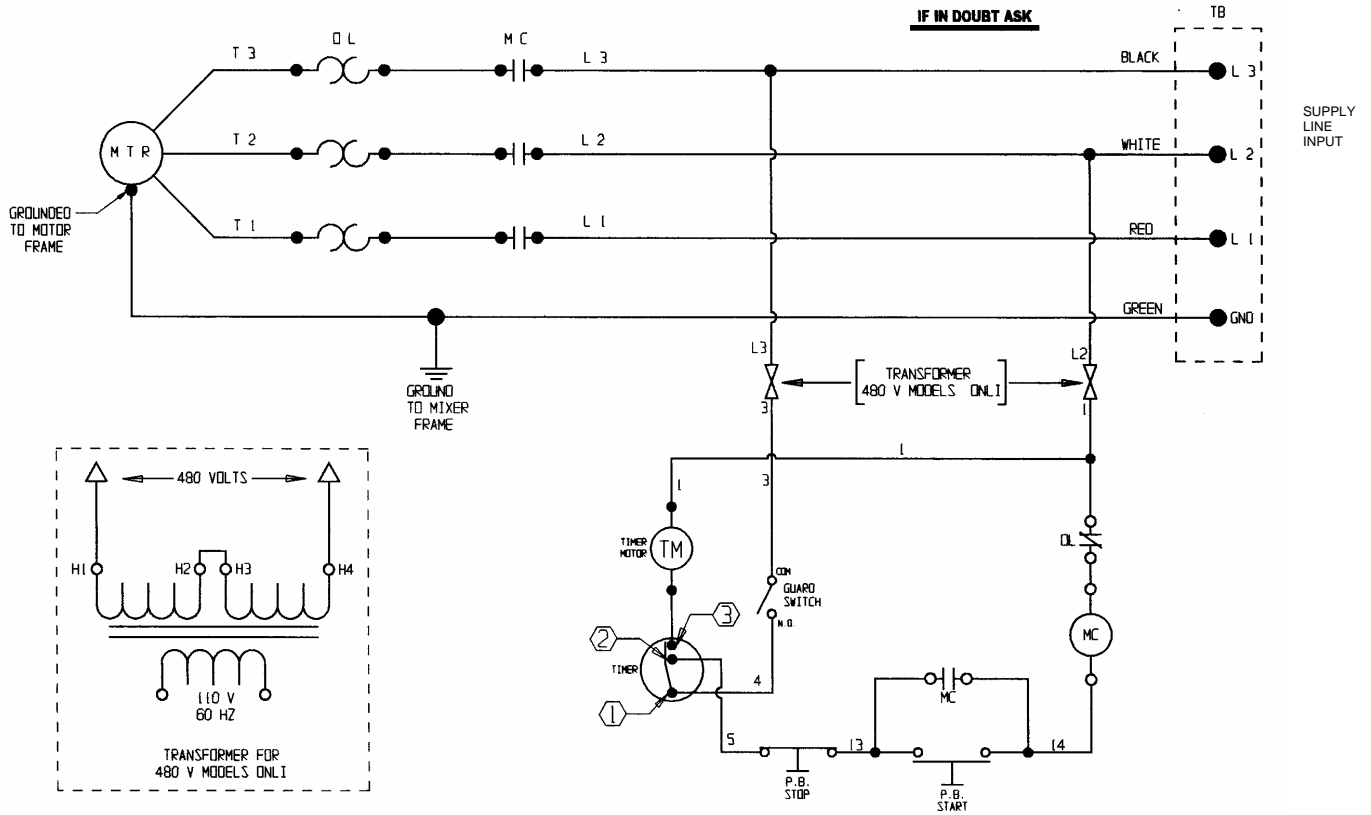 IF IN DOUBT ASK
TB
T 3
O L
M C
L 3
BLACK
L 3
SUPPLY
LINE
INPUT
M T R
T 2
L 2
WHITE
L 2
GROUNDED
TO MOTOR
FRAME
T 1
L 1
RED
L 1
GREEN
GND
GROUND
TO MIXER
FRAME
L3
L2
TRANSFORMER
480 V MODELS ONLI
3
1
1
480 VOLTS
H1
H2
H3
H4
110 V
60 HZ
TRANSFORMER FOR
480 V MODELS ONLI
1
3
TIMER
MOTOR
TM
COM
GUARD
SWITCH
N.O.
OL
MC
3
2
TIMER
1
4
MC
5
13
14
P.B.
STOP
P.B.
START